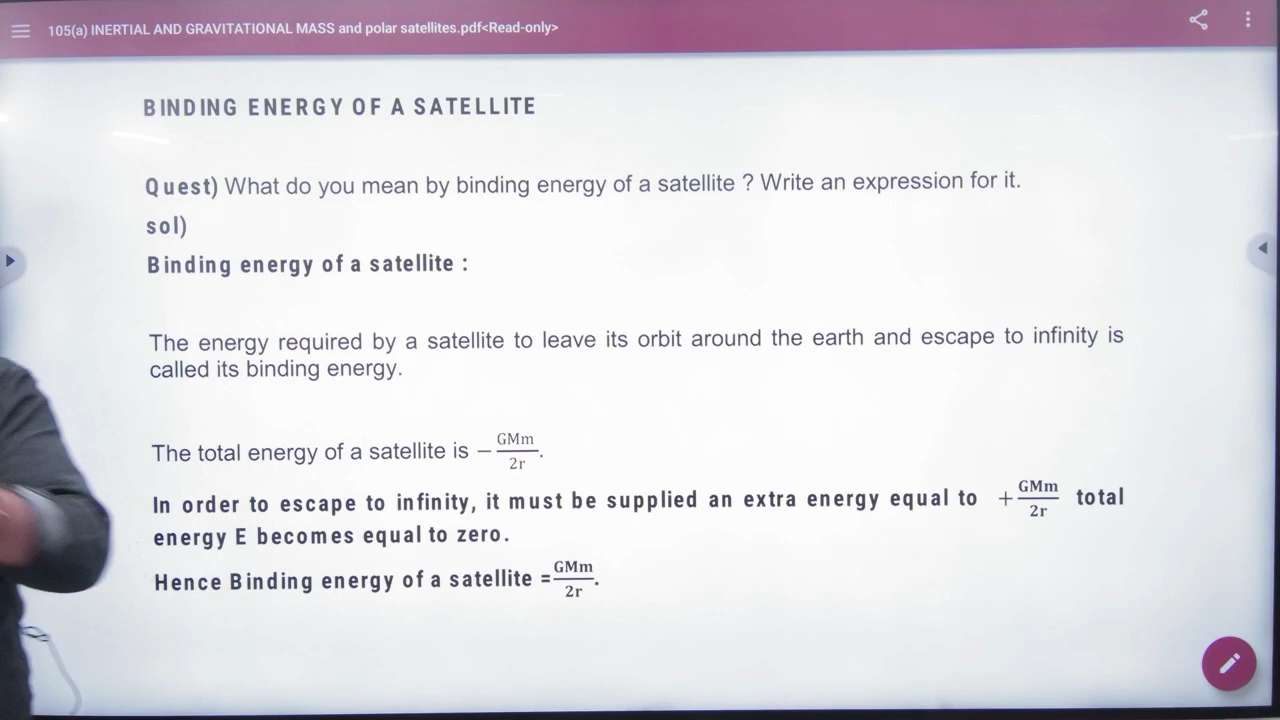 105(a) INERTIAL AND GRAVITATIONAL MASS and polar satellites.pdf<Read-only>
BINDING ENERGY OF A SATELLITE
Quest) What do you mean by binding energy of a satellite ? Write an expression for it.
sol)
Binding energy of a satellite :
The energy required by a satellite to leave its orbit around the earth and escape to infinity is
called its binding energy.
The total energy of a satellite is − GMm/2r.
In order to escape to infinity, it must be supplied an extra energy equal to + GMm/2r total
energy E becomes equal to zero.
Hence Binding energy of a satellite = GMm/2r.